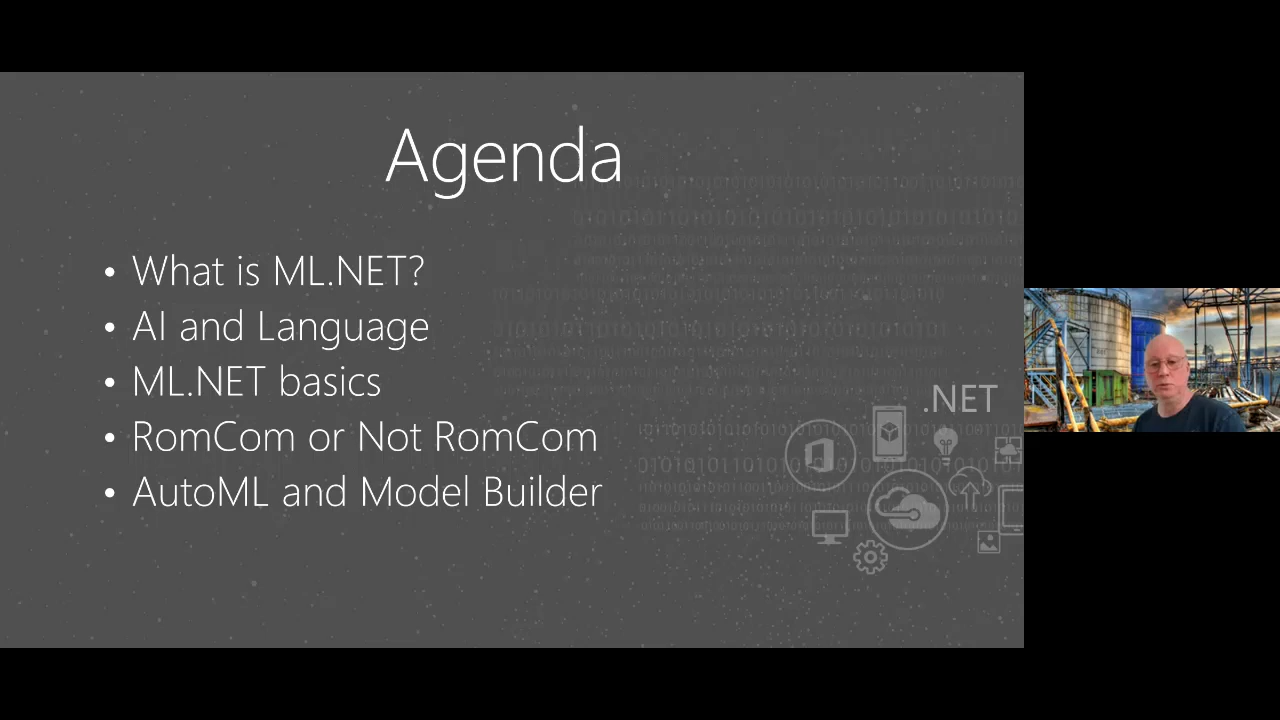 Agenda
• What is ML.NET?
• AI and Language
• ML.NET basics
• RomCom or Not RomCom
• AutoML and Model Builder
.NET